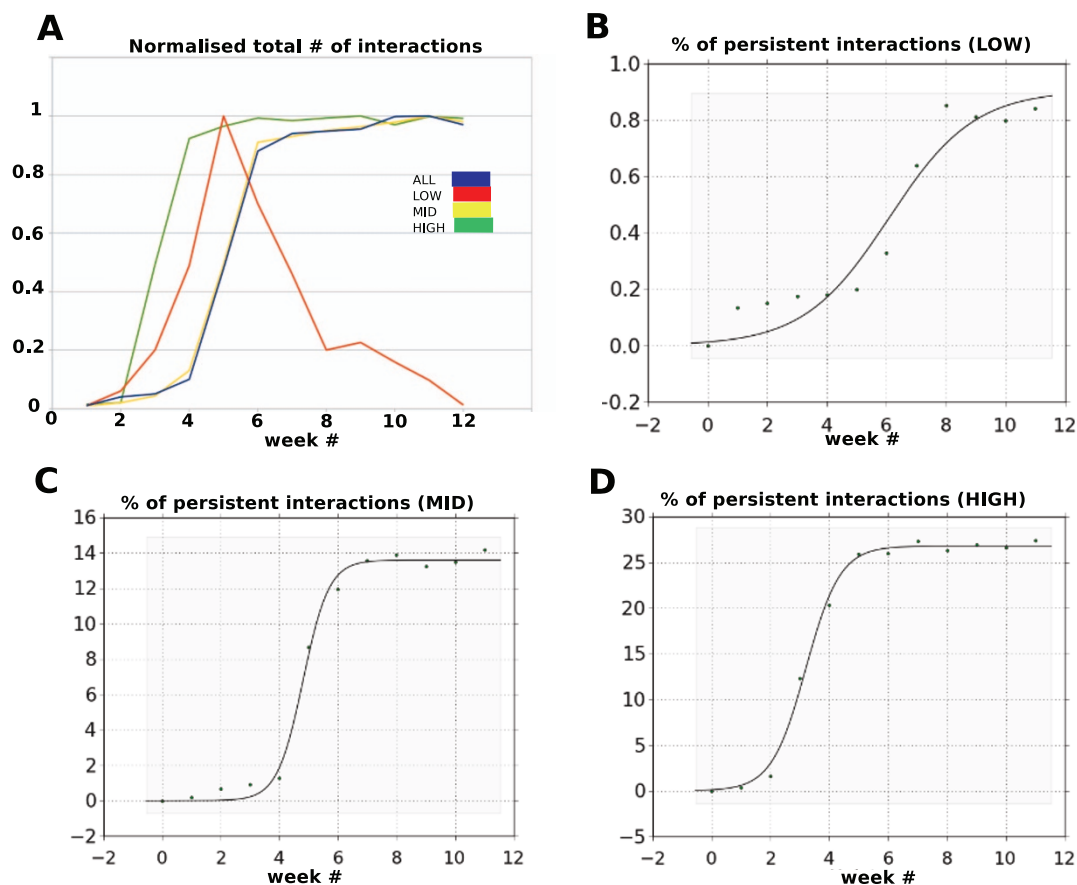 A
Normalised total # of interactions
1
0.8
0.6
0.4
0.2
0
0 2 4 6 8 10 12
week #
ALL
LOW
MID
HIGH
B
% of persistent interactions (LOW)
1.0
0.8
0.6
0.4
0.2
0.0
-0.2
−2 0 2 4 6 8 10 12
week #
C
% of persistent interactions (MID)
16
14
12
10
8
6
4
2
0
−2
−2 0 2 4 6 8 10 12
week #
D
% of persistent interactions (HIGH)
30
25
20
15
10
5
0
−5
−2 0 2 4 6 8 10 12
week #